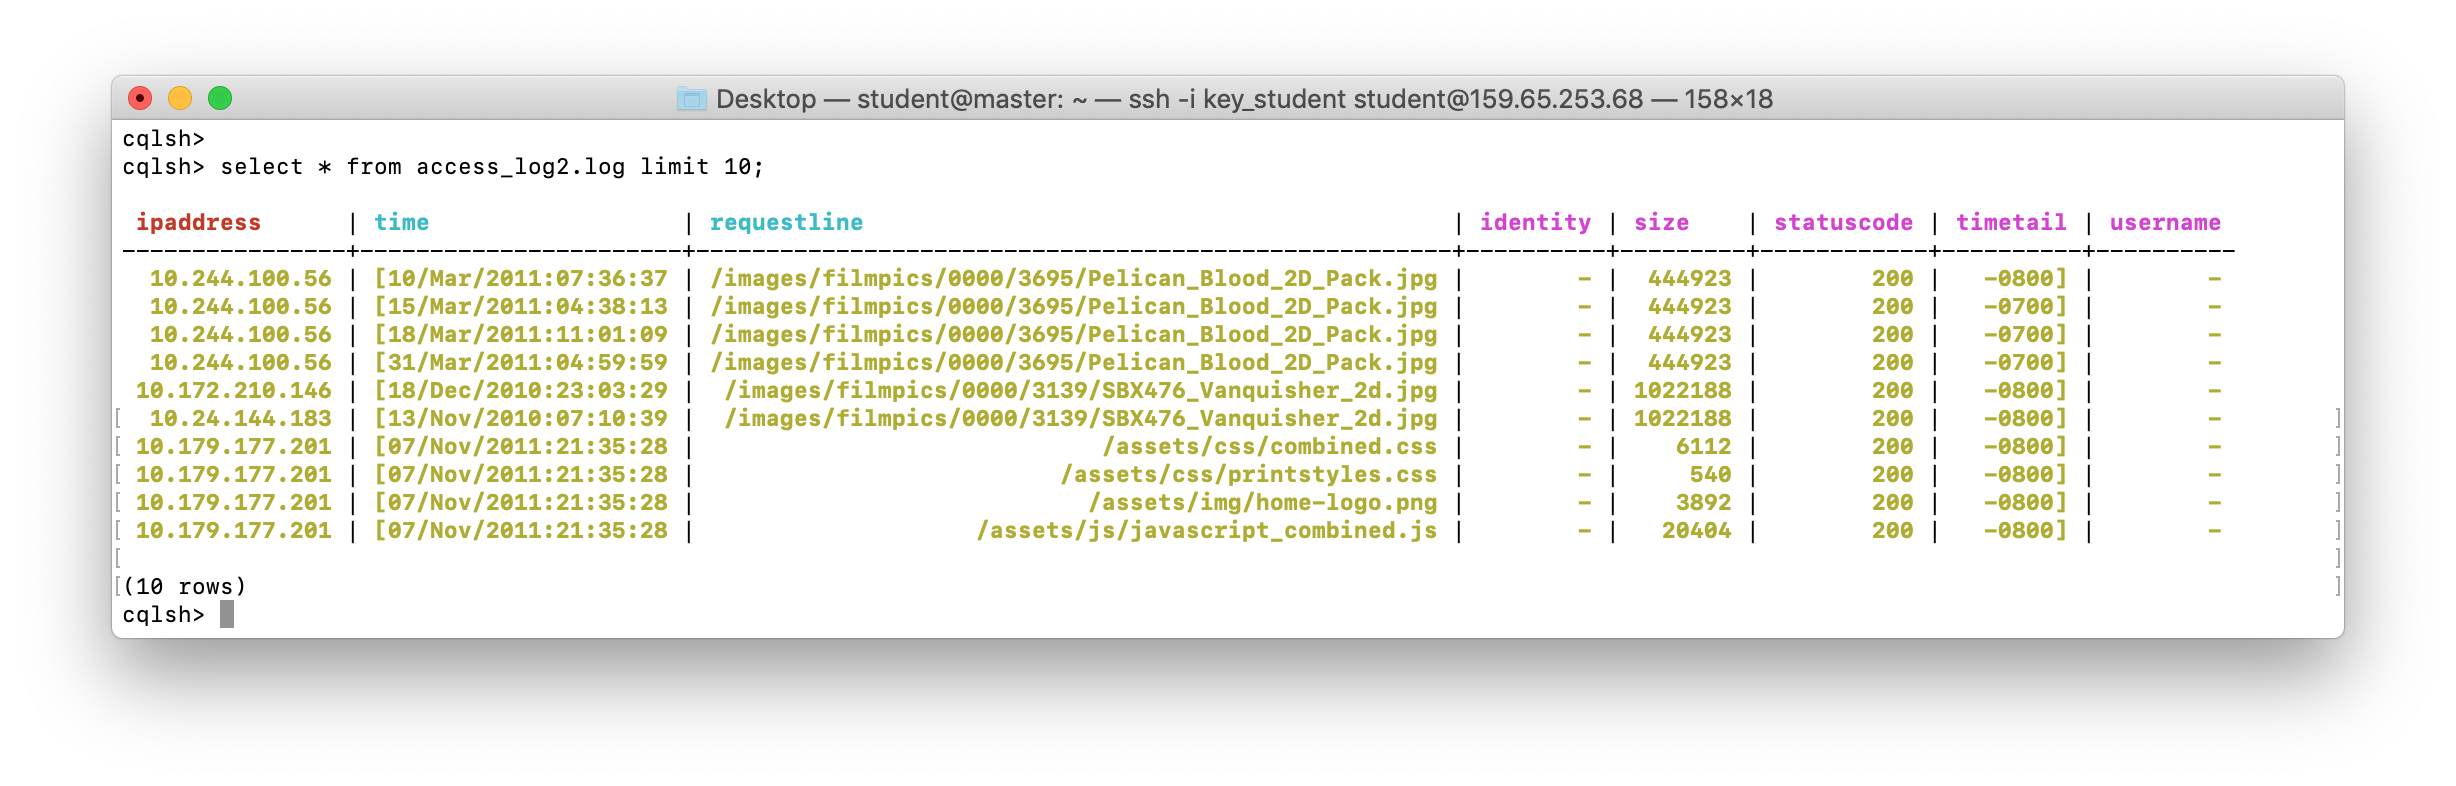 Desktop — student@master: ~ — ssh -i key_student student@159.65.253.68 — 158×18
cqlsh>
cqlsh> select * from access_log2.log limit 10;
ipaddress | time | requestline | identity | size | statuscode | timetail | username
10.244.100.56 | [10/Mar/2011:07:36:37 | /images/filmpics/0000/3695/Pelican_Blood_2D_Pack.jpg | - | 444923 | 200 | -0800] | -
10.244.100.56 | [15/Mar/2011:04:38:13 | /images/filmpics/0000/3695/Pelican_Blood_2D_Pack.jpg | - | 444923 | 200 | -0700] | -
10.244.100.56 | [18/Mar/2011:11:01:09 | /images/filmpics/0000/3695/Pelican_Blood_2D_Pack.jpg | - | 444923 | 200 | -0700] | -
10.244.100.56 | [31/Mar/2011:04:59:59 | /images/filmpics/0000/3695/Pelican_Blood_2D_Pack.jpg | - | 444923 | 200 | -0700] | -
10.172.210.146 | [18/Dec/2010:23:03:29 | /images/filmpics/0000/3139/SBX476_Vanquisher_2d.jpg | - | 1022188 | 200 | -0800] | -
10.24.144.183 | [13/Nov/2010:07:10:39 | /images/filmpics/0000/3139/SBX476_Vanquisher_2d.jpg | - | 1022188 | 200 | -0800] | -
10.179.177.201 | [07/Nov/2011:21:35:28 | /assets/css/combined.css | - | 6112 | 200 | -0800] | -
10.179.177.201 | [07/Nov/2011:21:35:28 | /assets/css/printstyles.css | - | 540 | 200 | -0800] | -
10.179.177.201 | [07/Nov/2011:21:35:28 | /assets/img/home-logo.png | - | 3892 | 200 | -0800] | -
10.179.177.201 | [07/Nov/2011:21:35:28 | /assets/js/javascript_combined.js | - | 20404 | 200 | -0800] | -
(10 rows)
cqlsh>